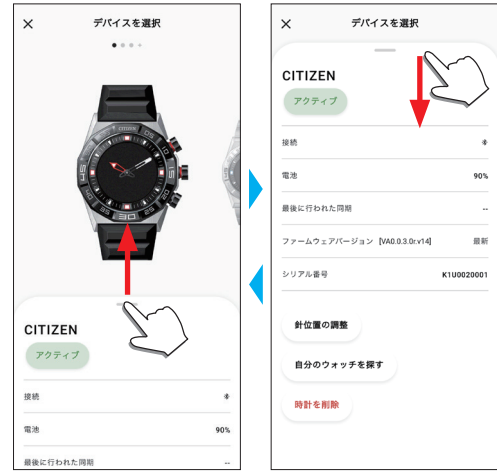 × デバイスを選択
CITIZEN
アクティブ
接続
電池 90%
最後に行われた同期 --
× デバイスを選択
CITIZEN
アクティブ
接続
電池 90%
最後に行われた同期 --
ファームウェアバージョン [VA0.0.3.0r.v14] 最新
シリアル番号 K1U0020001
針位置の調整
自分のウォッチを探す
時計を削除